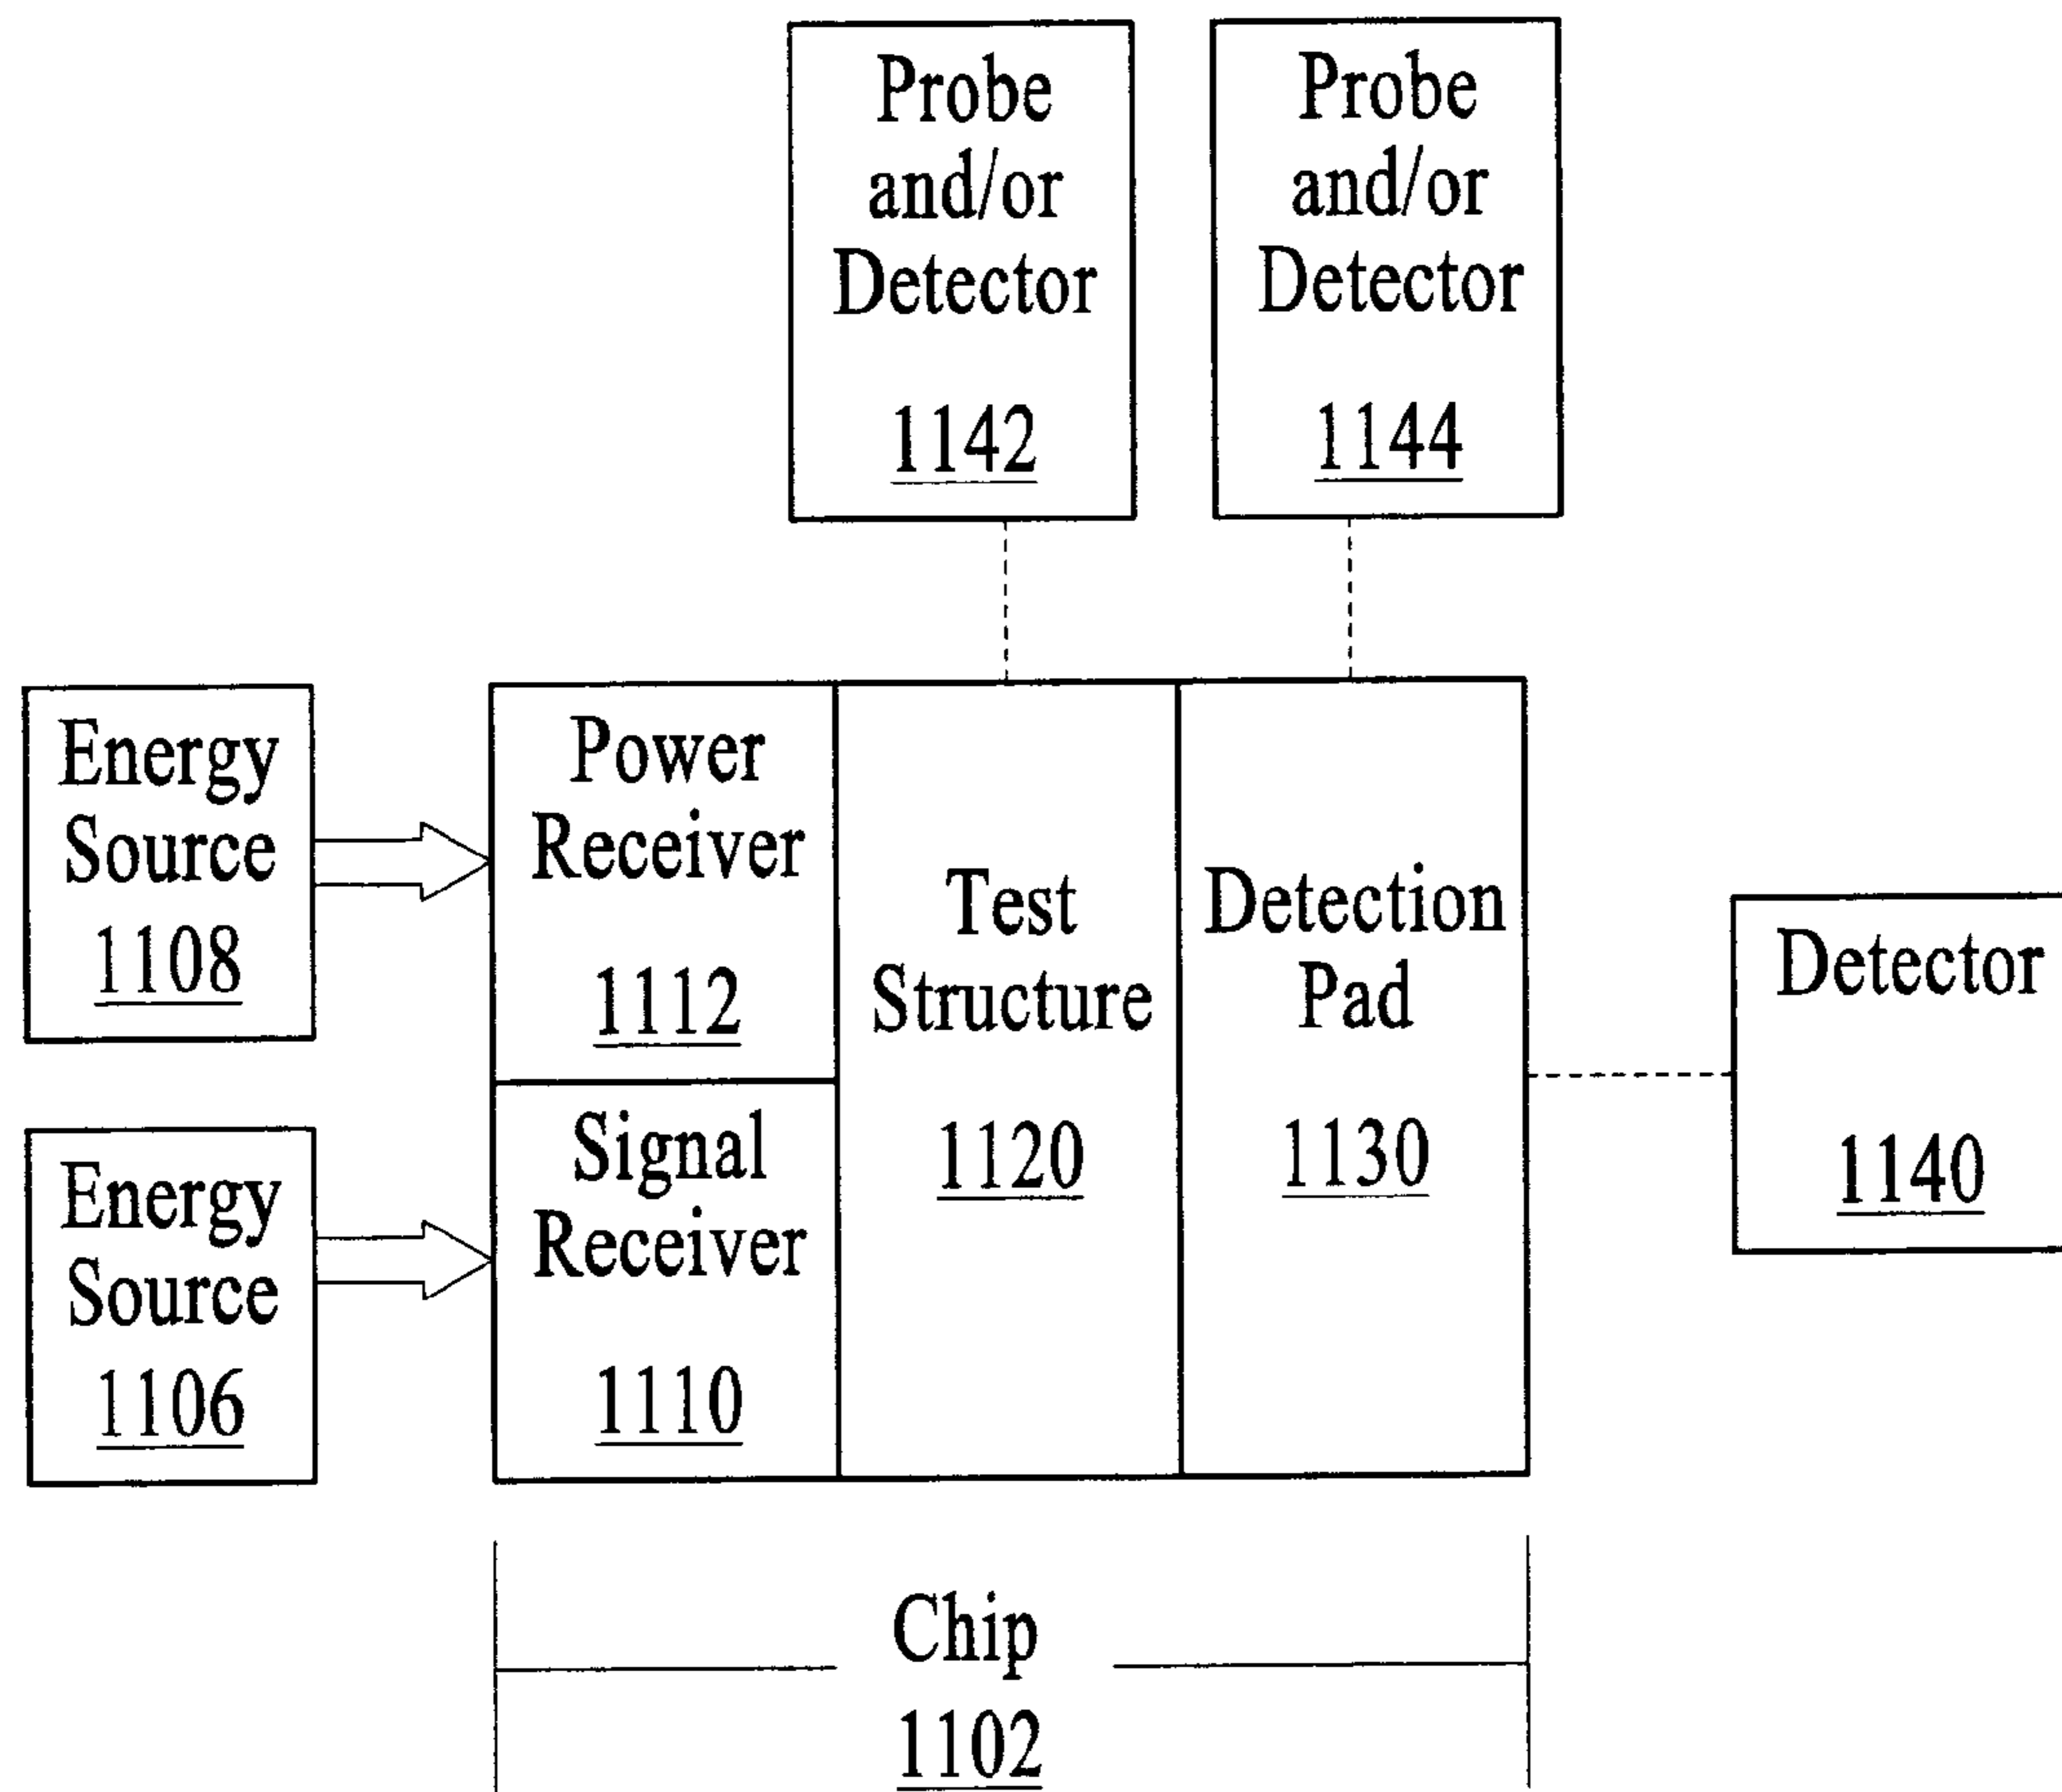 Probe
and/or
Detector
1142
Probe
and/or
Detector
1144
Energy
Source
1108
Power
Receiver
1112
Energy
Source
1106
Signal
Receiver
1110
Test
Structure
1120
Detection
Pad
1130
Detector
1140
Chip
1102